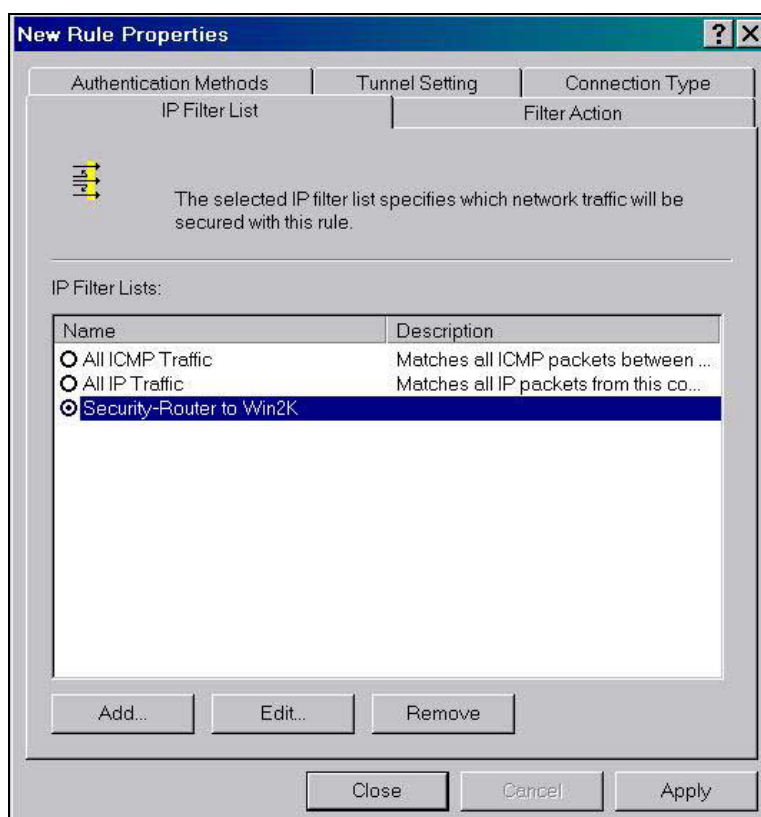 New Rule Properties
Authentication Methods Tunnel Setting Connection Type
IP Filter List Filter Action
The selected IP filter list specifies which network traffic will be
secured with this rule.
IP Filter Lists:
Name Description
All ICMP Traffic Matches all ICMP packets between ...
All IP Traffic Matches all IP packets from this co...
Security-Router to Win2K
Add... Edit... Remove
Close Cancel Apply